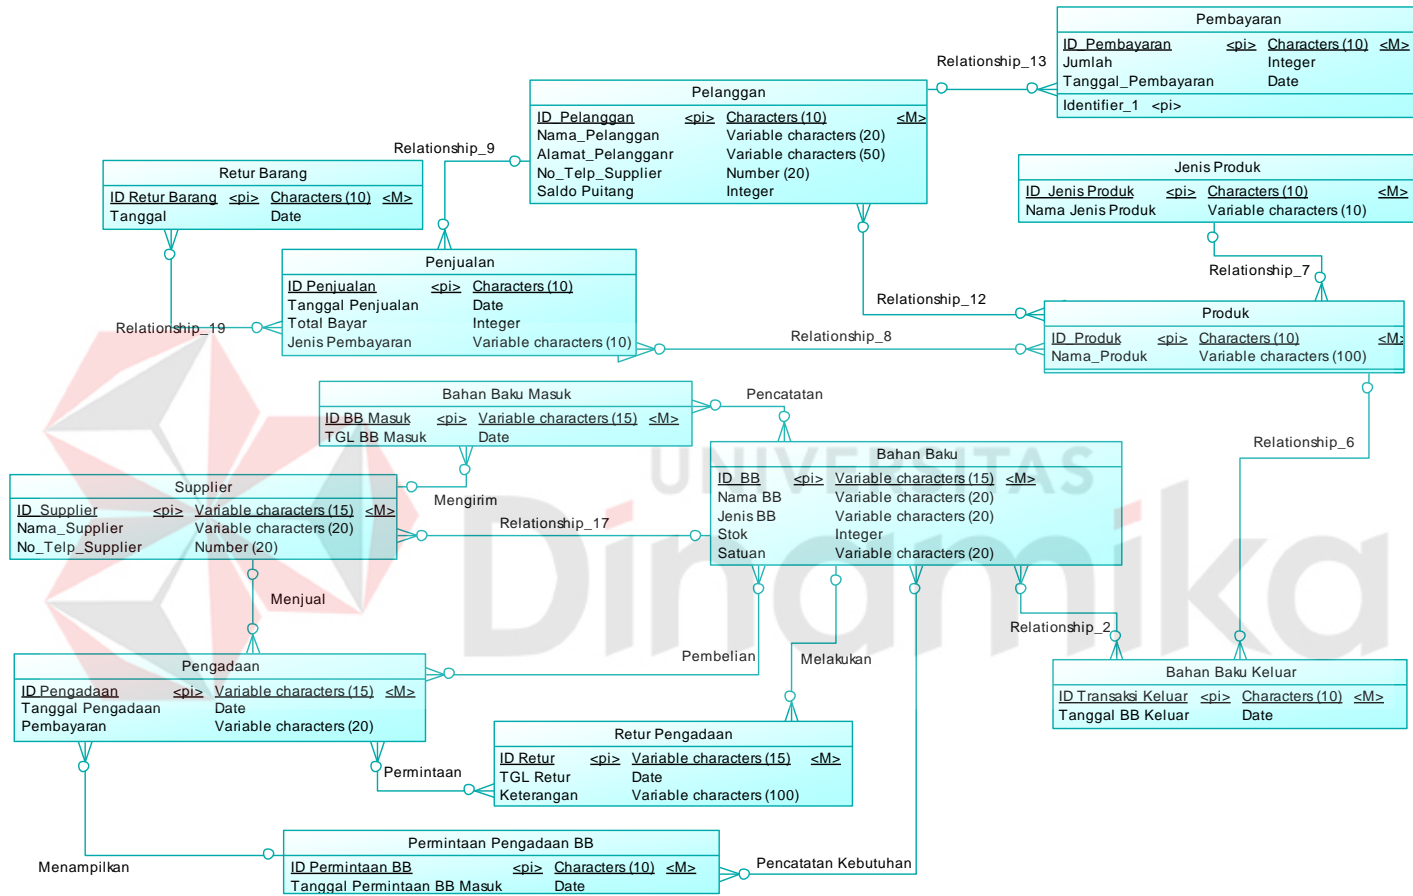 Pembayaran
ID_Pembayaran <pi> Characters (10) <M>
Jumlah Integer
Tanggal_Pembayaran Date
Identifier_1 <pi>
Relationship_13
Pelanggan
ID_Pelanggan <pi> Characters (10) <M>
Nama_Pelanggan Variable characters (20)
Alamat_Pelangganr Variable characters (50)
No_Telp_Supplier Number (20)
Saldo Puitang Integer
Relationship_9
Retur Barang
ID Retur Barang <pi> Characters (10) <M>
Tanggal Date
Jenis Produk
ID_Jenis Produk <pi> Characters (10) <M>
Nama Jenis Produk Variable characters (10)
Penjualan
ID Penjualan <pi> Characters (10)
Tanggal Penjualan Date
Total Bayar Integer
Jenis Pembayaran Variable characters (10)
Relationship_7
Relationship_12
Relationship_19
Relationship_8
Produk
ID_Produk <pi> Characters (10) <M>
Nama_Produk Variable characters (100)
Bahan Baku Masuk
ID BB Masuk <pi> Variable characters (15) <M>
TGL BB Masuk Date
Pencatatan
Relationship_6
Bahan Baku
ID_BB <pi> Variable characters (15) <M>
Nama BB Variable characters (20)
Jenis BB Variable characters (20)
Stok Integer
Satuan Variable characters (20)
UNIVERSITAS
Dinamika
Supplier
ID_Supplier <pi> Variable characters (15) <M>
Nama_Supplier Variable characters (20)
No_Telp_Supplier Number (20)
Mengirim
Relationship_17
Menjual
Relationship_2
Pembelian
Melakukan
Pengadaan
ID Pengadaan <pi> Variable characters (15) <M>
Tanggal Pengadaan Date
Pembayaran Variable characters (20)
Bahan Baku Keluar
ID Transaksi Keluar <pi> Characters (10) <M>
Tanggal BB Keluar Date
Retur Pengadaan
ID Retur <pi> Variable characters (15) <M>
TGL Retur Date
Keterangan Variable characters (100)
Permintaan
Permintaan Pengadaan BB
ID Permintaan BB <pi> Characters (10) <M>
Tanggal Permintaan BB Masuk Date
Menampilkan
Pencatatan Kebutuhan